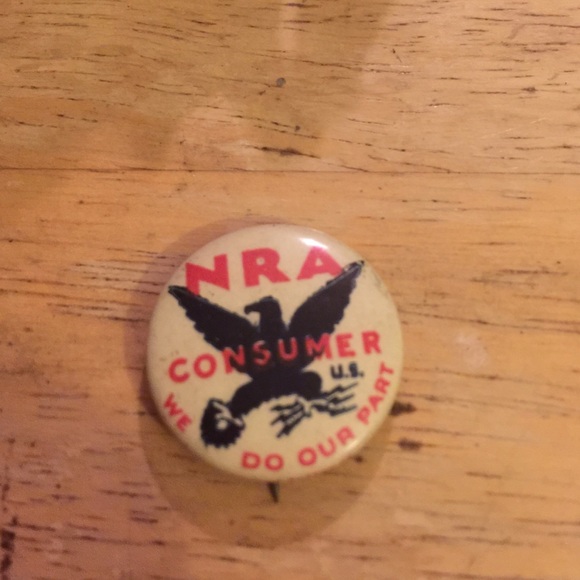 NRA
CONSUMER
U.S.
WE DO OUR PART